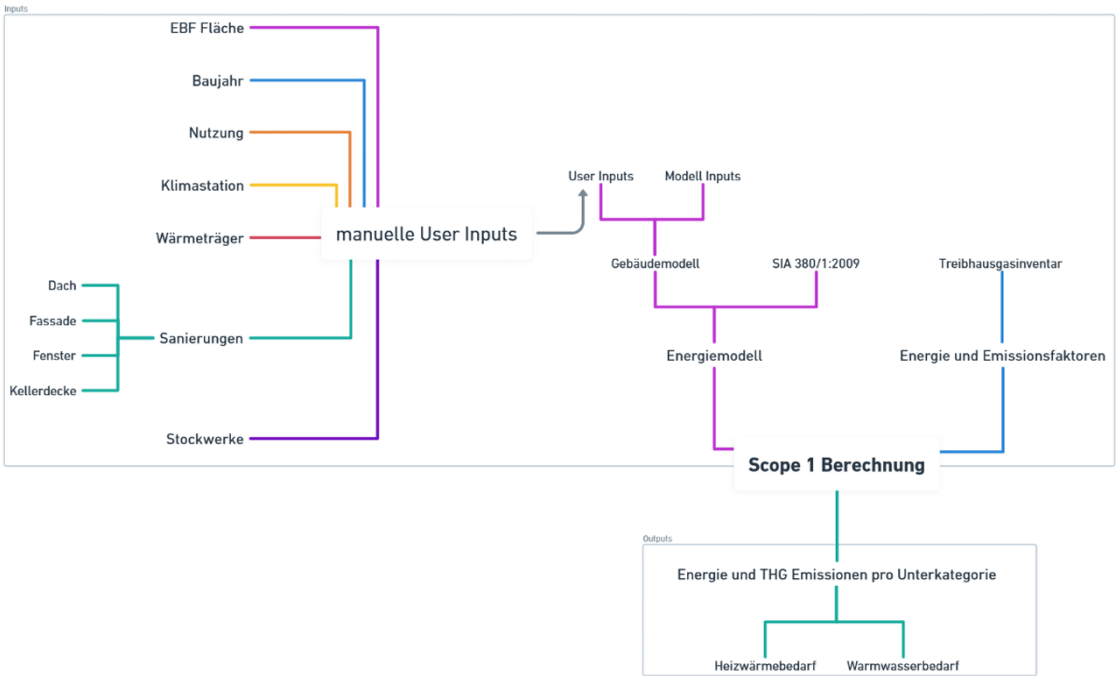 Inputs
EBF Fläche
Baujahr
Nutzung
Klimastation
Wärmeträger
Dach
Fassade
Fenster
Kellerdecke
Sanierungen
Stockwerke
manuelle User Inputs
User Inputs
Modell Inputs
Gebäudemodell
SIA 380/1:2009
Treibhausgasinventar
Energiemodell
Energie und Emissionsfaktoren
Scope 1 Berechnung
Outputs
Energie und THG Emissionen pro Unterkategorie
Heizwärmebedarf
Warmwasserbedarf